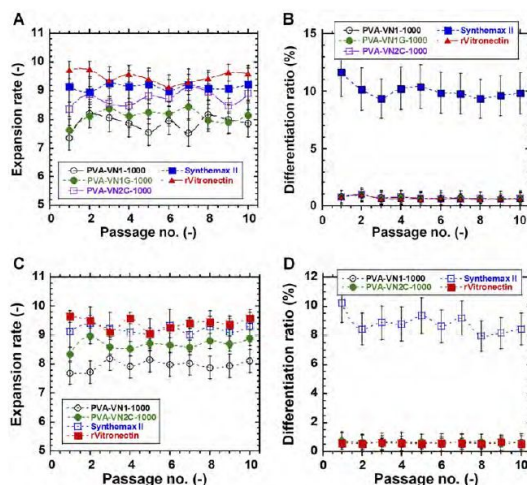 A
Expansion rate (-)
11
10
9
8
7
6
5
PVA-VN1-1000
PVA-VN1G-1000
PVA-VN2C-1000
Synthemax II
rVitronectin
0 2 4 6 8 10
Passage no. (-)
B
Differentiation ratio (%)
15
10
5
0
PVA-VN1-1000
PVA-VN1G-1000
PVA-VN2C-1000
Synthemax II
rVitronectin
0 2 4 6 8 10
Passage no. (-)
C
Expansion rate (-)
11
10
9
8
7
6
5
PVA-VN1-1000
PVA-VN2C-1000
Synthemax II
rVitronectin
0 2 4 6 8 10
Passage no. (-)
D
Differentiation ratio (%)
12
10
8
6
4
2
0
PVA-VN1-1000
PVA-VN2C-1000
Synthemax II
rVitronectin
0 2 4 6 8 10
Passage no. (-)